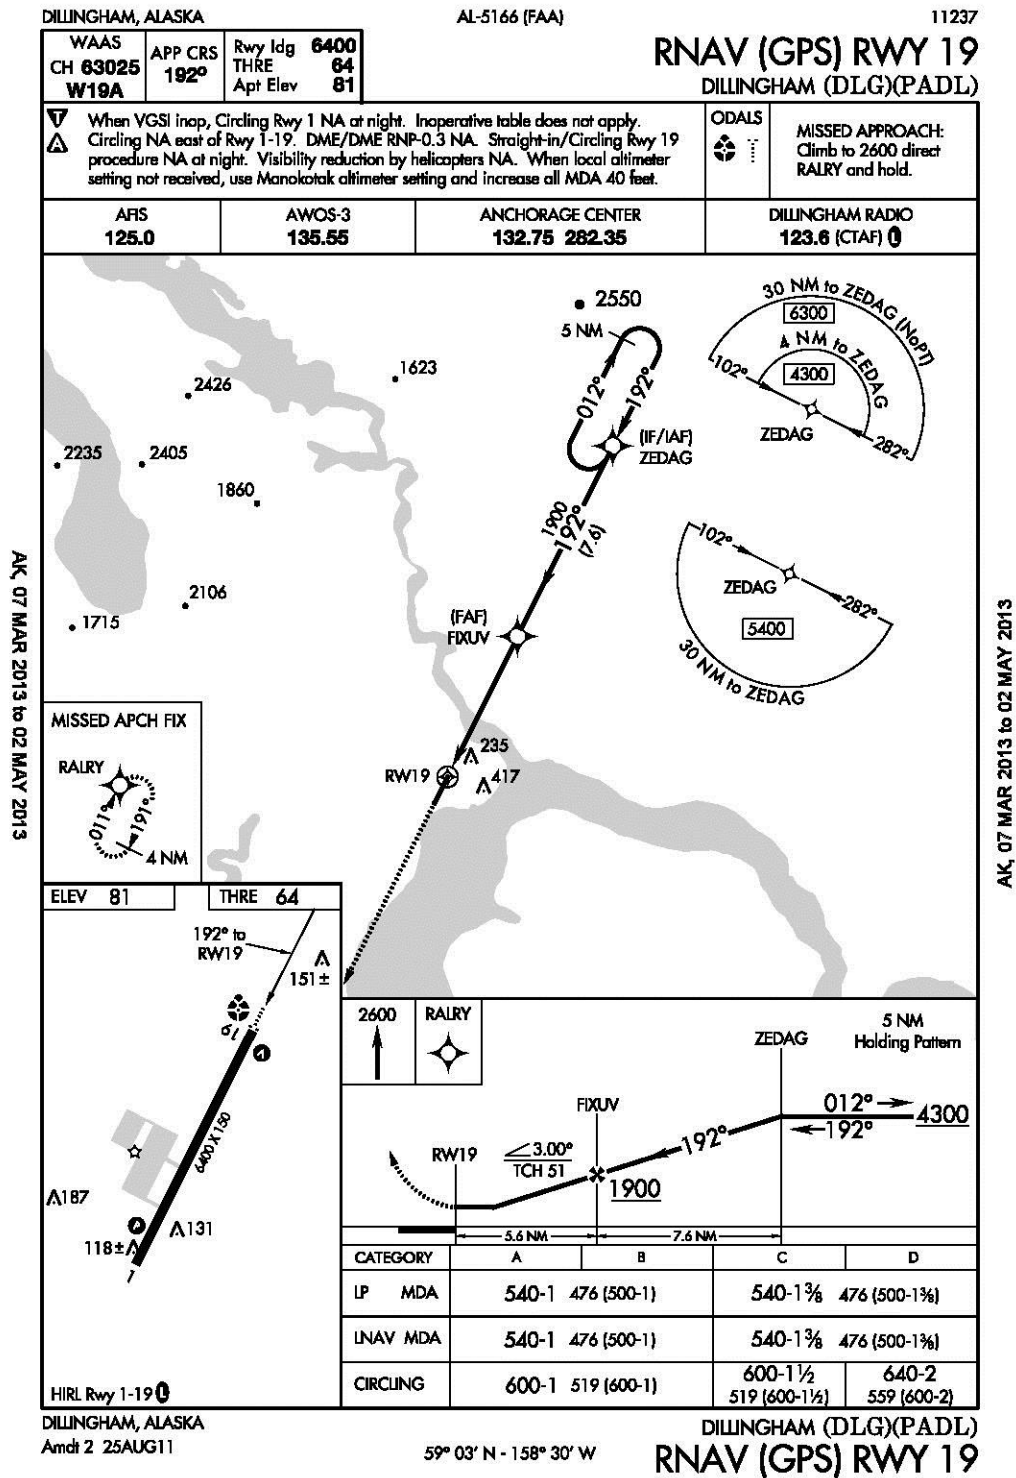 DILLINGHAM, ALASKA
AL-5166 (FAA)
11237
WAAS
CH 63025
W19A
APP CRS
192°
Rwy ldg 6400
THRE 64
Apt Elev 81
RNAV (GPS) RWY 19
DILLINGHAM (DLG)(PADL)
T
A
When VGSI inop, Circling Rwy 1 NA at night. Inoperative table does not apply.
Circling NA east of Rwy 1-19. DME/DME RNP-0.3 NA. Straight-in/Circling Rwy 19
procedure NA at night. Visibility reduction by helicopters NA. When local altimeter
setting not received, use Manokotak altimeter setting and increase all MDA 40 feet.
ODALS
MISSED APPROACH:
Climb to 2600 direct
RALRY and hold.
AFIS
125.0
AWOS-3
135.55
ANCHORAGE CENTER
132.75 282.35
DILLINGHAM RADIO
123.6 (CTAF) L
2550
5 NM
012°
192°
1623
2426
2235
2405
1860
2106
1715
(IF/IAF)
ZEDAG
1900
192°
(7.6)
(FAF)
FIXUV
30 NM to ZEDAG (NoPT)
6300
4 NM to ZEDAG
4300
102°
ZEDAG
282°
102°
ZEDAG
282°
5400
30 NM to ZEDAG
AK, 07 MAR 2013 to 02 MAY 2013
AK, 07 MAR 2013 to 02 MAY 2013
MISSED APCH FIX
RALRY
011°
191°
4 NM
RW19
235
417
ELEV 81
THRE 64
192° to
RW19
151±
19
6400 X 150
187
131
118±
1
HIRL Rwy 1-19 L
2600
RALRY
ZEDAG
5 NM
Holding Pattern
FIXUV
012°
192°
4300
192°
RW19
3.00°
TCH 51
1900
5.6 NM
7.6 NM
CATEGORY A B C D
LP MDA 540-1 476 (500-1) 540-1⅜ 476 (500-1⅜)
LNAV MDA 540-1 476 (500-1) 540-1⅜ 476 (500-1⅜)
CIRCLING 600-1 519 (600-1) 600-1½ 519 (600-1½) 640-2 559 (600-2)
DILLINGHAM, ALASKA
Amdt 2 25AUG11
59° 03' N - 158° 30' W
DILLINGHAM (DLG)(PADL)
RNAV (GPS) RWY 19